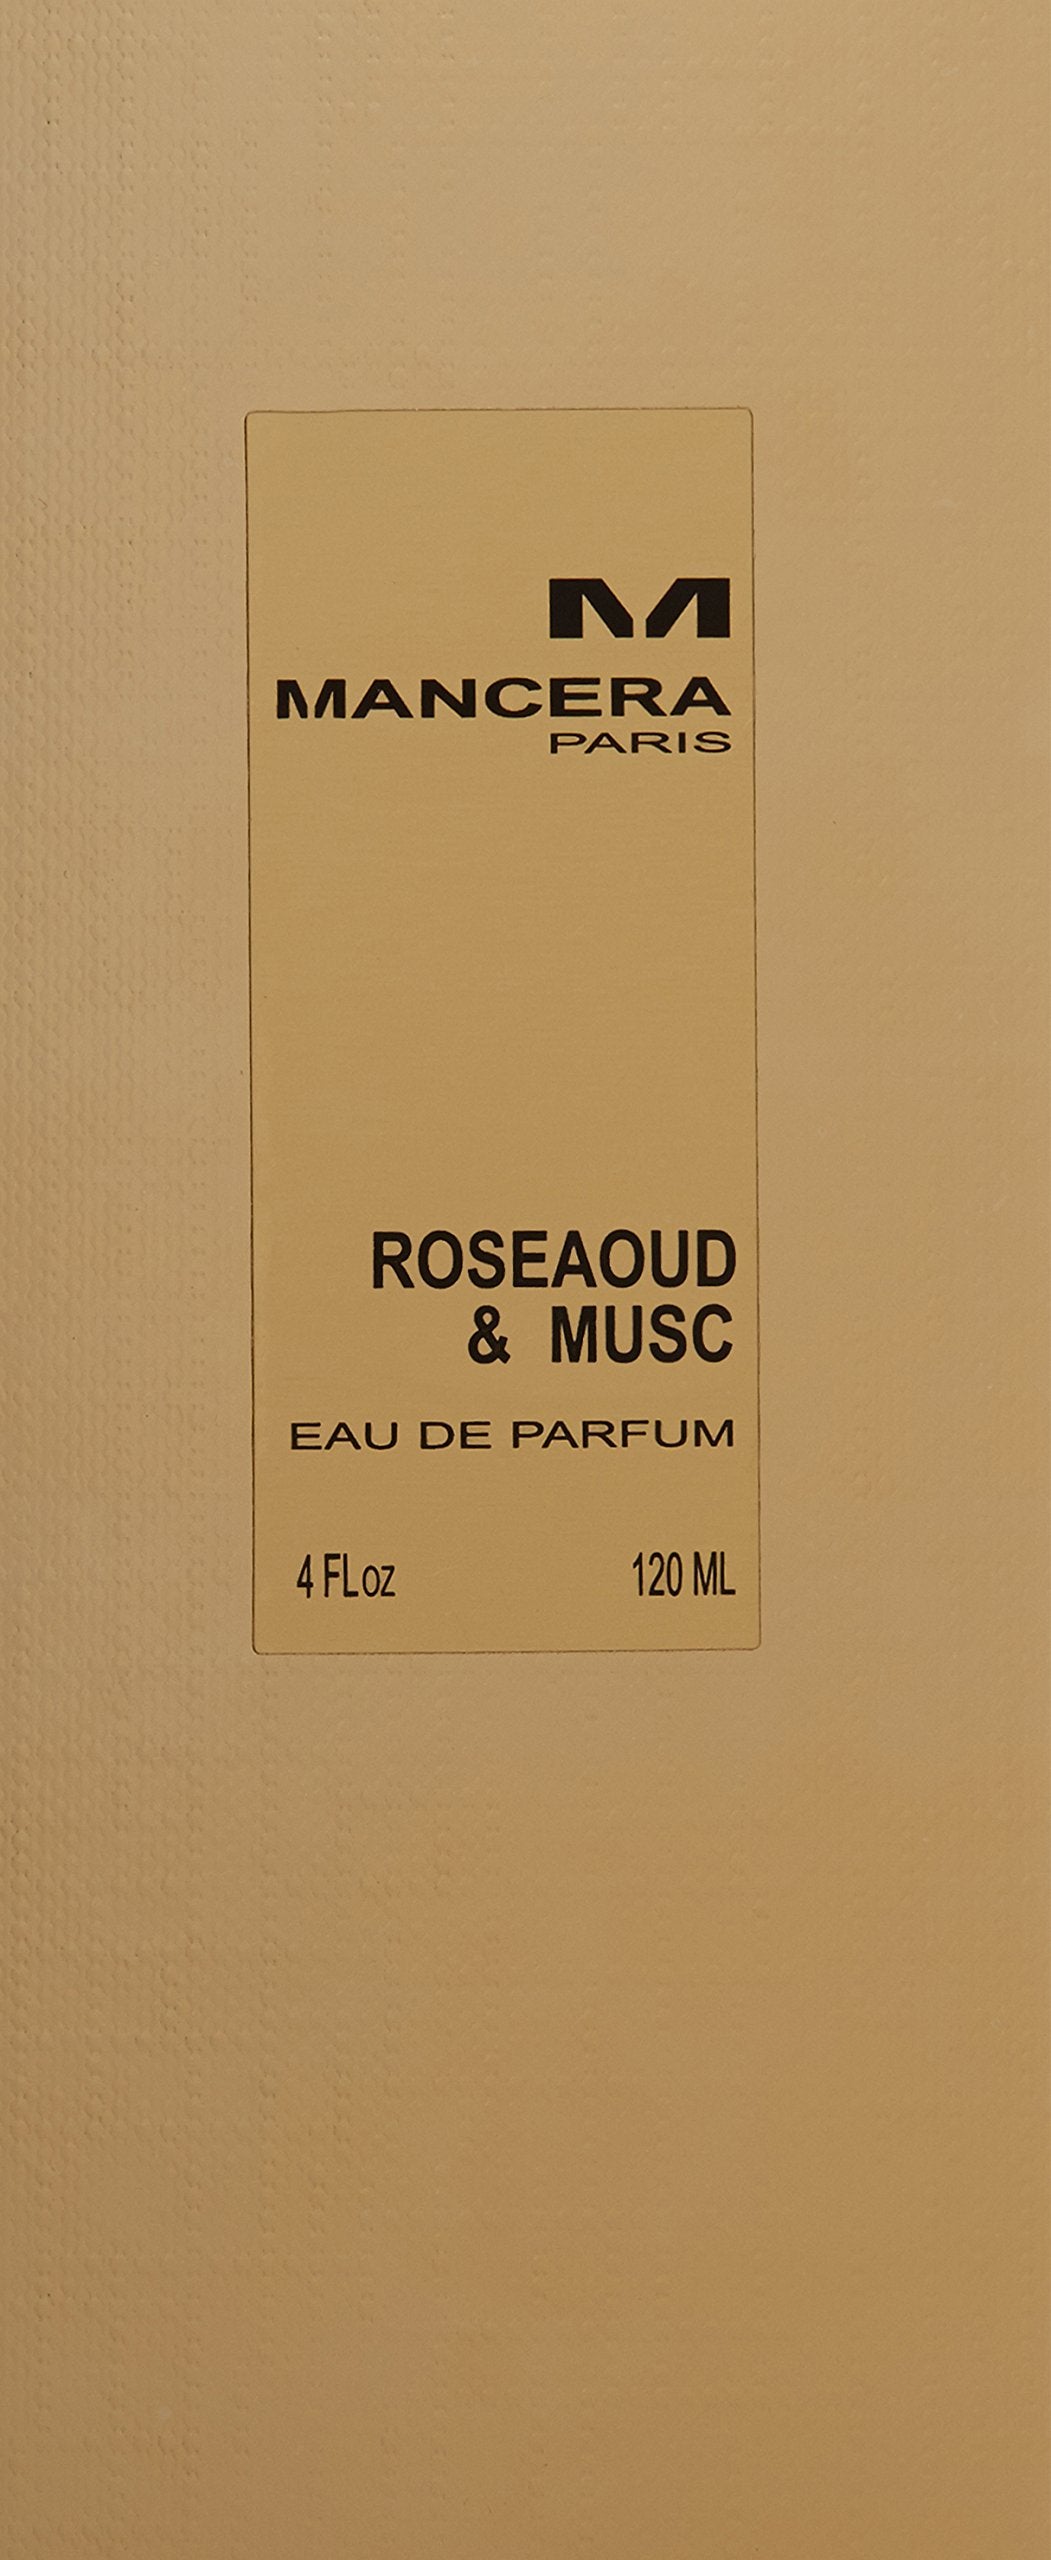 M
MANCERA
PARIS
ROSEAOUD
& MUSC
EAU DE PARFUM
4 FLoz 120 ML